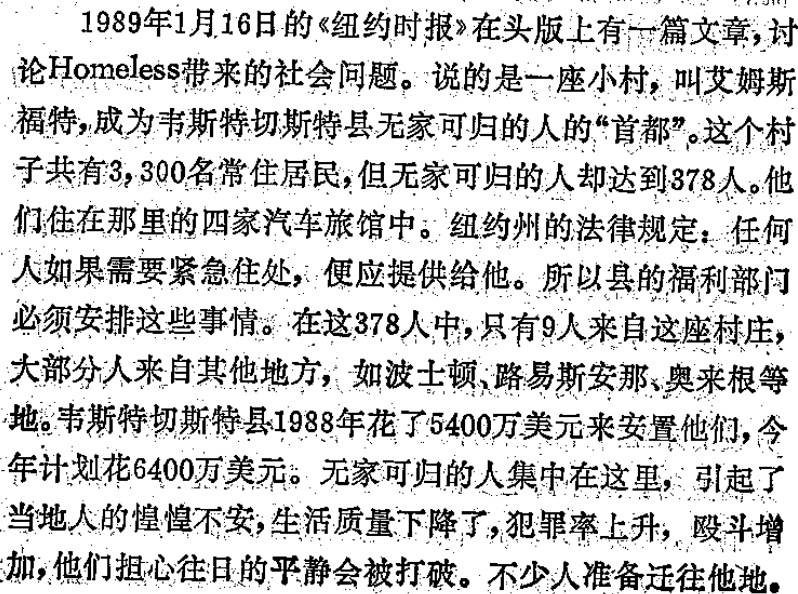 1989年1月16日的《纽约时报》在头版上有一篇文章,讨
论Homeless带来的社会问题。说的是一座小村,叫艾姆斯
福特,成为韦斯特切斯特县无家可归的人的“首都”。这个村
子共有3,300名常住居民,但无家可归的人却达到378人。他
们住在那里的四家汽车旅馆中。纽约州的法律规定:任何
人如果需要紧急住处,便应提供给他。所以县的福利部门
必须安排这些事情。在这378人中,只有9人来自这座村庄,
大部分人来自其他地方,如波士顿、路易斯安那、奥来根等
地。韦斯特切斯特县1988年花了5400万美元来安置他们,今
年计划花6400万美元。无家可归的人集中在这里,引起了
当地人的惶惶不安,生活质量下降了,犯罪率上升,殴斗增
加,他们担心往日的平静会被打破。不少人准备迁往他地。